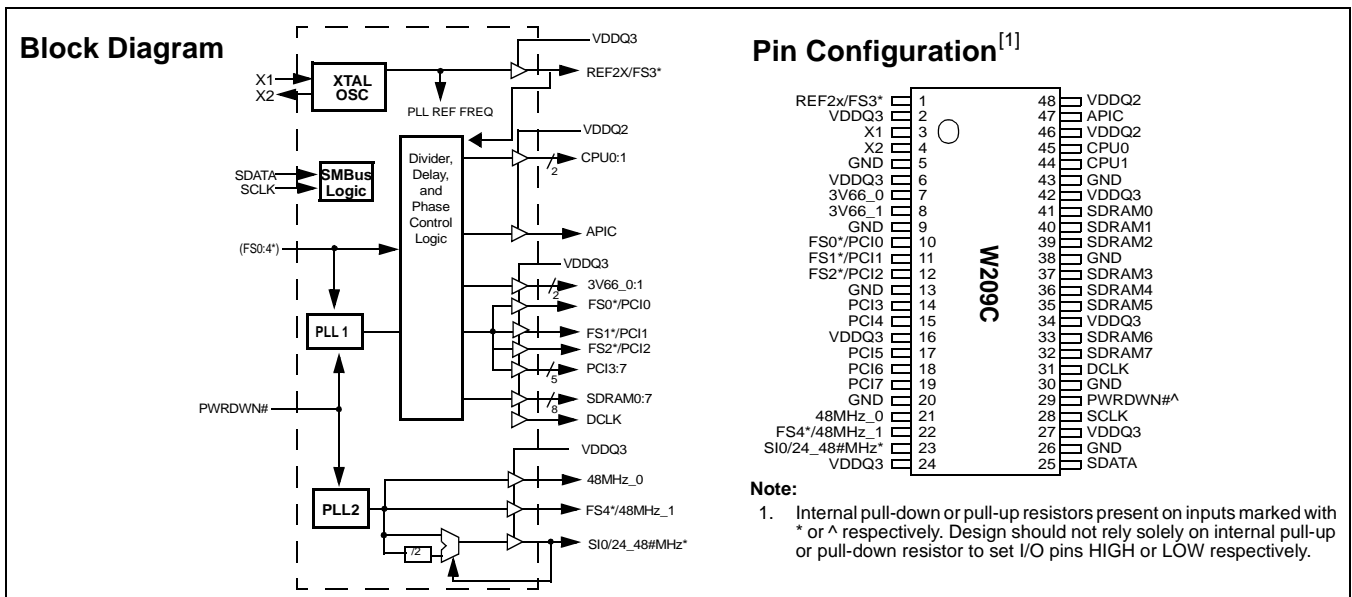 Block Diagram
VDDQ3
X1
X2
XTAL
OSC
REF2X/FS3*
PLL REF FREQ
VDDQ2
Divider,
Delay,
and
Phase
Control
Logic
CPU0:1
2
SDATA
SCLK
SMBus
Logic
APIC
(FS0:4*)
VDDQ3
3V66_0:1
2
FS0*/PCI0
PLL 1
FS1*/PCI1
FS2*/PCI2
PCI3:7
5
SDRAM0:7
8
PWRDWN#
DCLK
VDDQ3
48MHz_0
PLL2
FS4*/48MHz_1
/2
SI0/24_48#MHz*
Pin Configuration[1]
REF2x/FS3* 1 48 VDDQ2
VDDQ3 2 47 APIC
X1 3 46 VDDQ2
X2 4 45 CPU0
GND 5 44 CPU1
VDDQ3 6 43 GND
3V66_0 7 42 VDDQ3
3V66_1 8 41 SDRAM0
GND 9 40 SDRAM1
FS0*/PCI0 10 39 SDRAM2
FS1*/PCI1 11 38 GND
FS2*/PCI2 12 37 SDRAM3
GND 13 36 SDRAM4
PCI3 14 35 SDRAM5
PCI4 15 34 VDDQ3
VDDQ3 16 33 SDRAM6
PCI5 17 32 SDRAM7
PCI6 18 31 DCLK
PCI7 19 30 GND
GND 20 29 PWRDWN#^
48MHz_0 21 28 SCLK
FS4*/48MHz_1 22 27 VDDQ3
SI0/24_48#MHz* 23 26 GND
VDDQ3 24 25 SDATA
W209C
Note:
1. Internal pull-down or pull-up resistors present on inputs marked with
* or ^ respectively. Design should not rely solely on internal pull-up
or pull-down resistor to set I/O pins HIGH or LOW respectively.